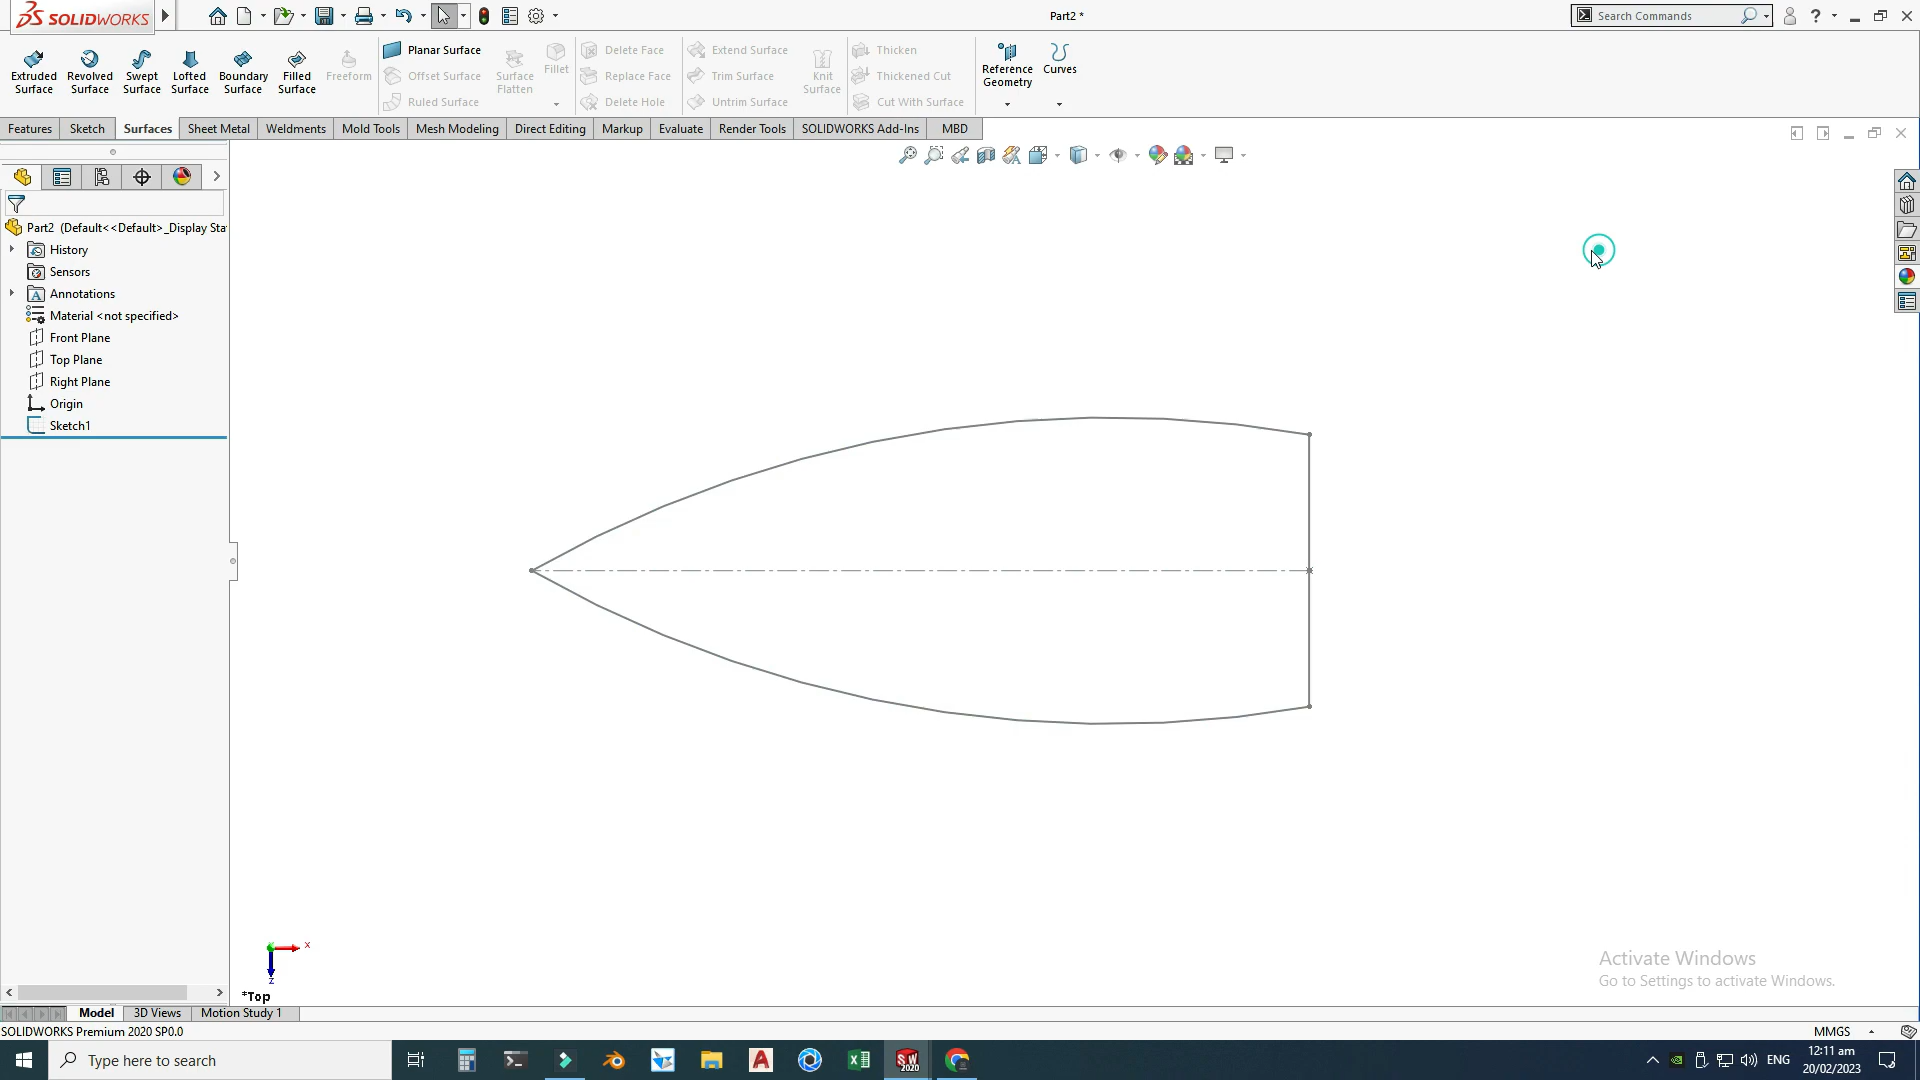 SOLIDWORKS
Part2 *
Search Commands
Extruded Surface
Revolved Surface
Swept Surface
Lofted Surface
Boundary Surface
Filled Surface
Freeform
Planar Surface
Offset Surface
Ruled Surface
Surface Flatten
Fillet
Delete Face
Replace Face
Delete Hole
Extend Surface
Trim Surface
Untrim Surface
Knit Surface
Thicken
Thickened Cut
Cut With Surface
Reference Geometry
Curves
Features
Sketch
Surfaces
Sheet Metal
Weldments
Mold Tools
Mesh Modeling
Direct Editing
Markup
Evaluate
Render Tools
SOLIDWORKS Add-Ins
MBD
Part2 (Default<<Default>_Display Sta
History
Sensors
Annotations
Material <not specified>
Front Plane
Top Plane
Right Plane
Origin
Sketch1
x
z
*Top
Activate Windows
Go to Settings to activate Windows.
Model
3D Views
Motion Study 1
SOLIDWORKS Premium 2020 SP0.0
MMGS
Type here to search
SW
2020
ENG
12:11 am
20/02/2023